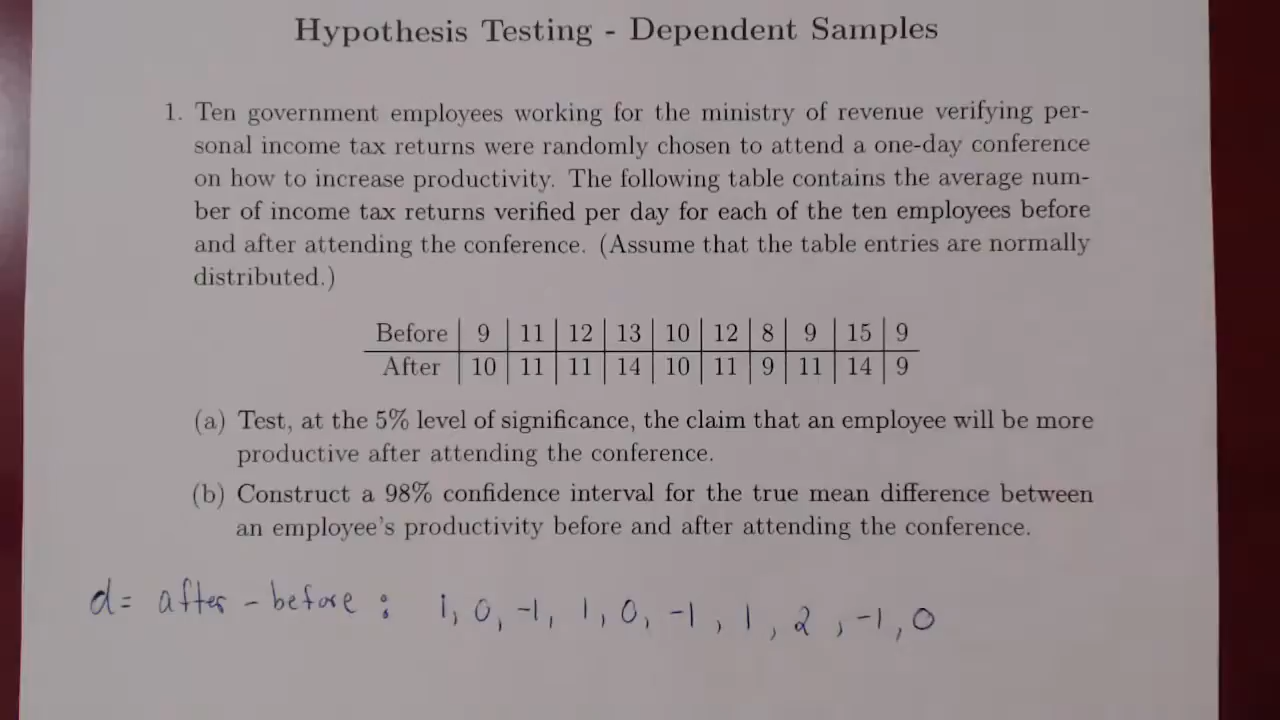 Hypothesis Testing - Dependent Samples
1. Ten government employees working for the ministry of revenue verifying per-
sonal income tax returns were randomly chosen to attend a one-day conference
on how to increase productivity. The following table contains the average num-
ber of income tax returns verified per day for each of the ten employees before
and after attending the conference. (Assume that the table entries are normally
distributed.)
Before 9 11 12 13 10 12 8 9 15 9
After 10 11 11 14 10 11 9 11 14 9
(a) Test, at the 5% level of significance, the claim that an employee will be more
productive after attending the conference.
(b) Construct a 98% confidence interval for the true mean difference between
an employee's productivity before and after attending the conference.
d = after - before : 1, 0, -1, 1, 0, -1, 1, 2, -1, 0